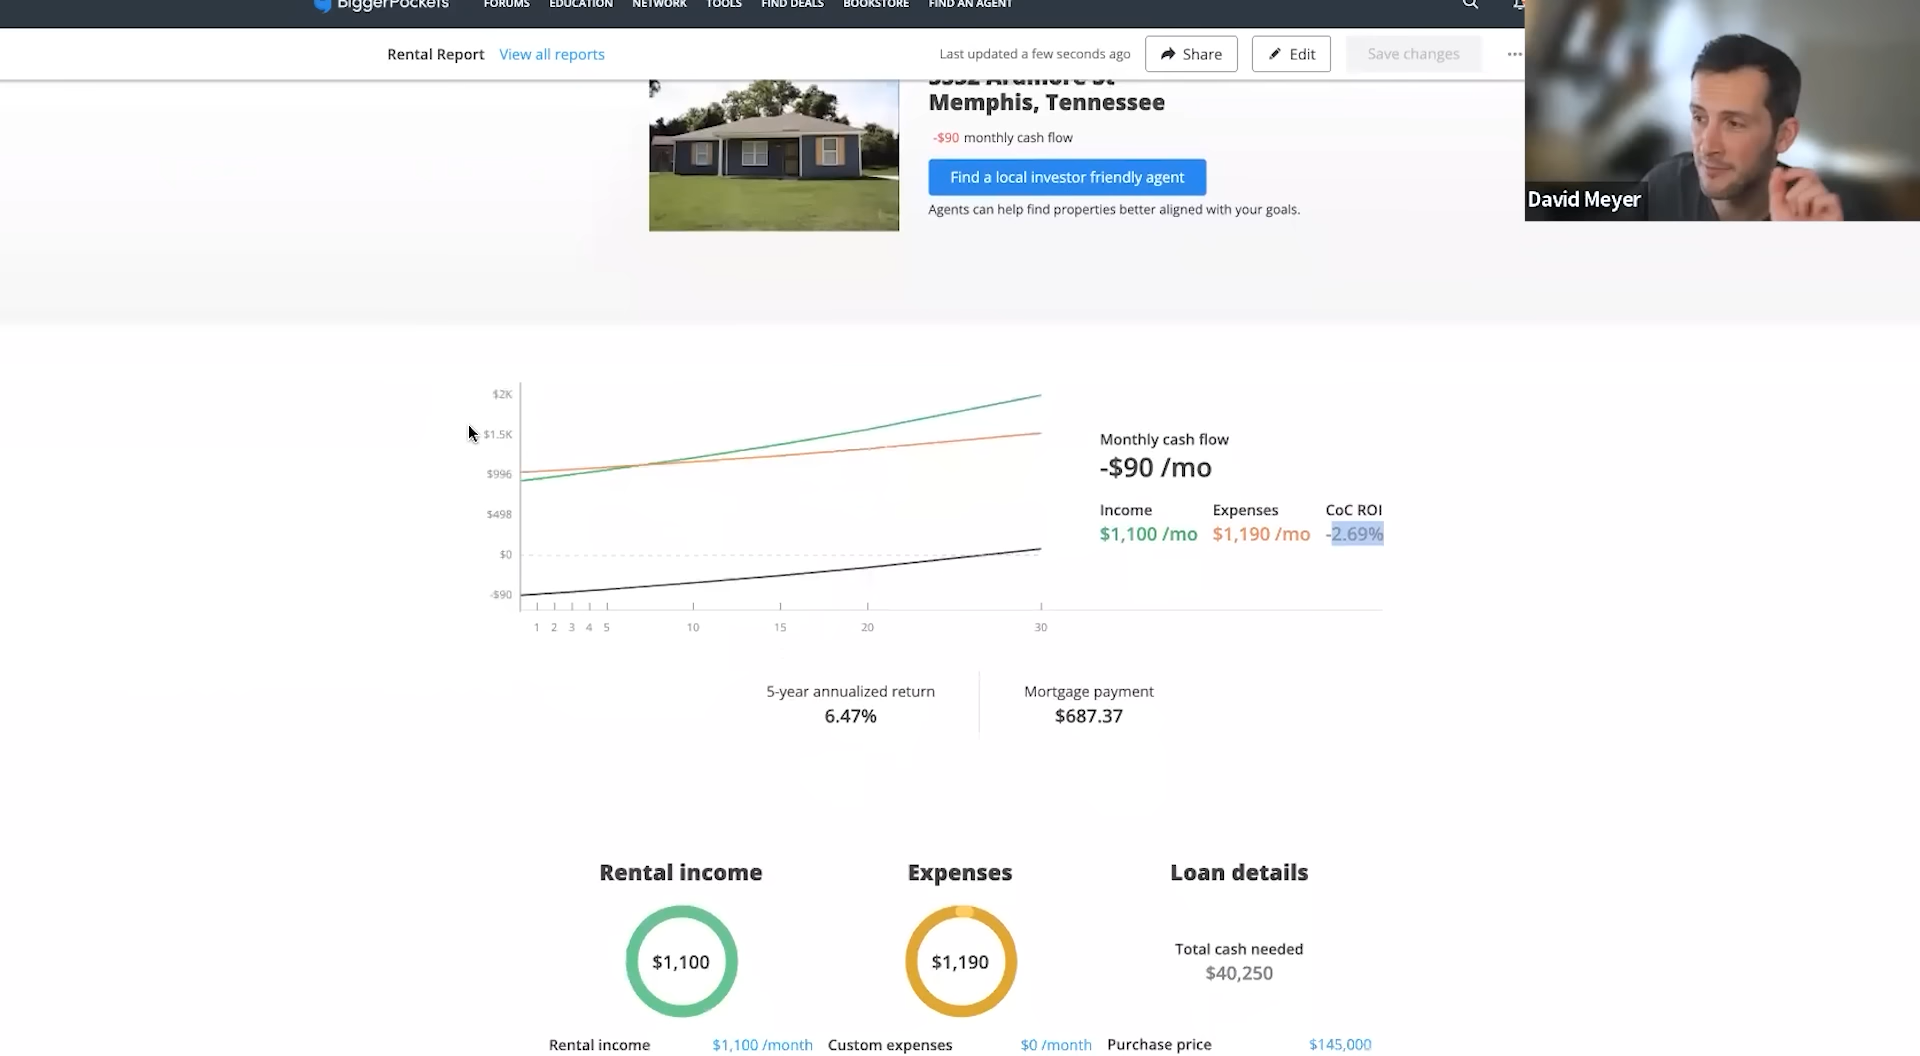 BiggerPockets
FORUMS EDUCATION NETWORK TOOLS FIND DEALS BOOKSTORE FIND AN AGENT
Rental Report View all reports
Last updated a few seconds ago Share Edit Save changes
Memphis, Tennessee
-$90 monthly cash flow
Find a local investor friendly agent
Agents can help find properties better aligned with your goals.
David Meyer
$2K
$1.5K
$996
$498
$0
-$90
1 2 3 4 5 10 15 20 30
Monthly cash flow
-$90 /mo
Income Expenses CoC ROI
$1,100 /mo $1,190 /mo -2.69%
5-year annualized return Mortgage payment
6.47% $687.37
Rental income Expenses Loan details
$1,100 $1,190
Total cash needed
$40,250
Rental income $1,100 /month Custom expenses $0 /month Purchase price $145,000